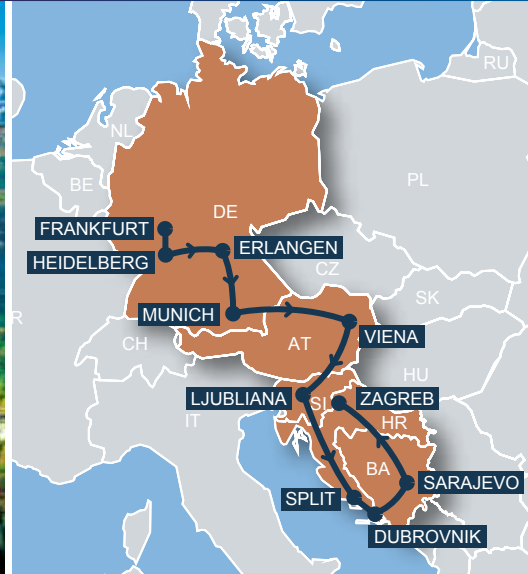 RU
NL
BE
PL
DE
FRANKFURT
ERLANGEN
HEIDELBERG
CZ
SK
MUNICH
R
VIENA
CH
AT
HU
LJUBLIANA
ZAGREB
SI
IT
HR
BA
SARAJEVO
SPLIT
DUBROVNIK